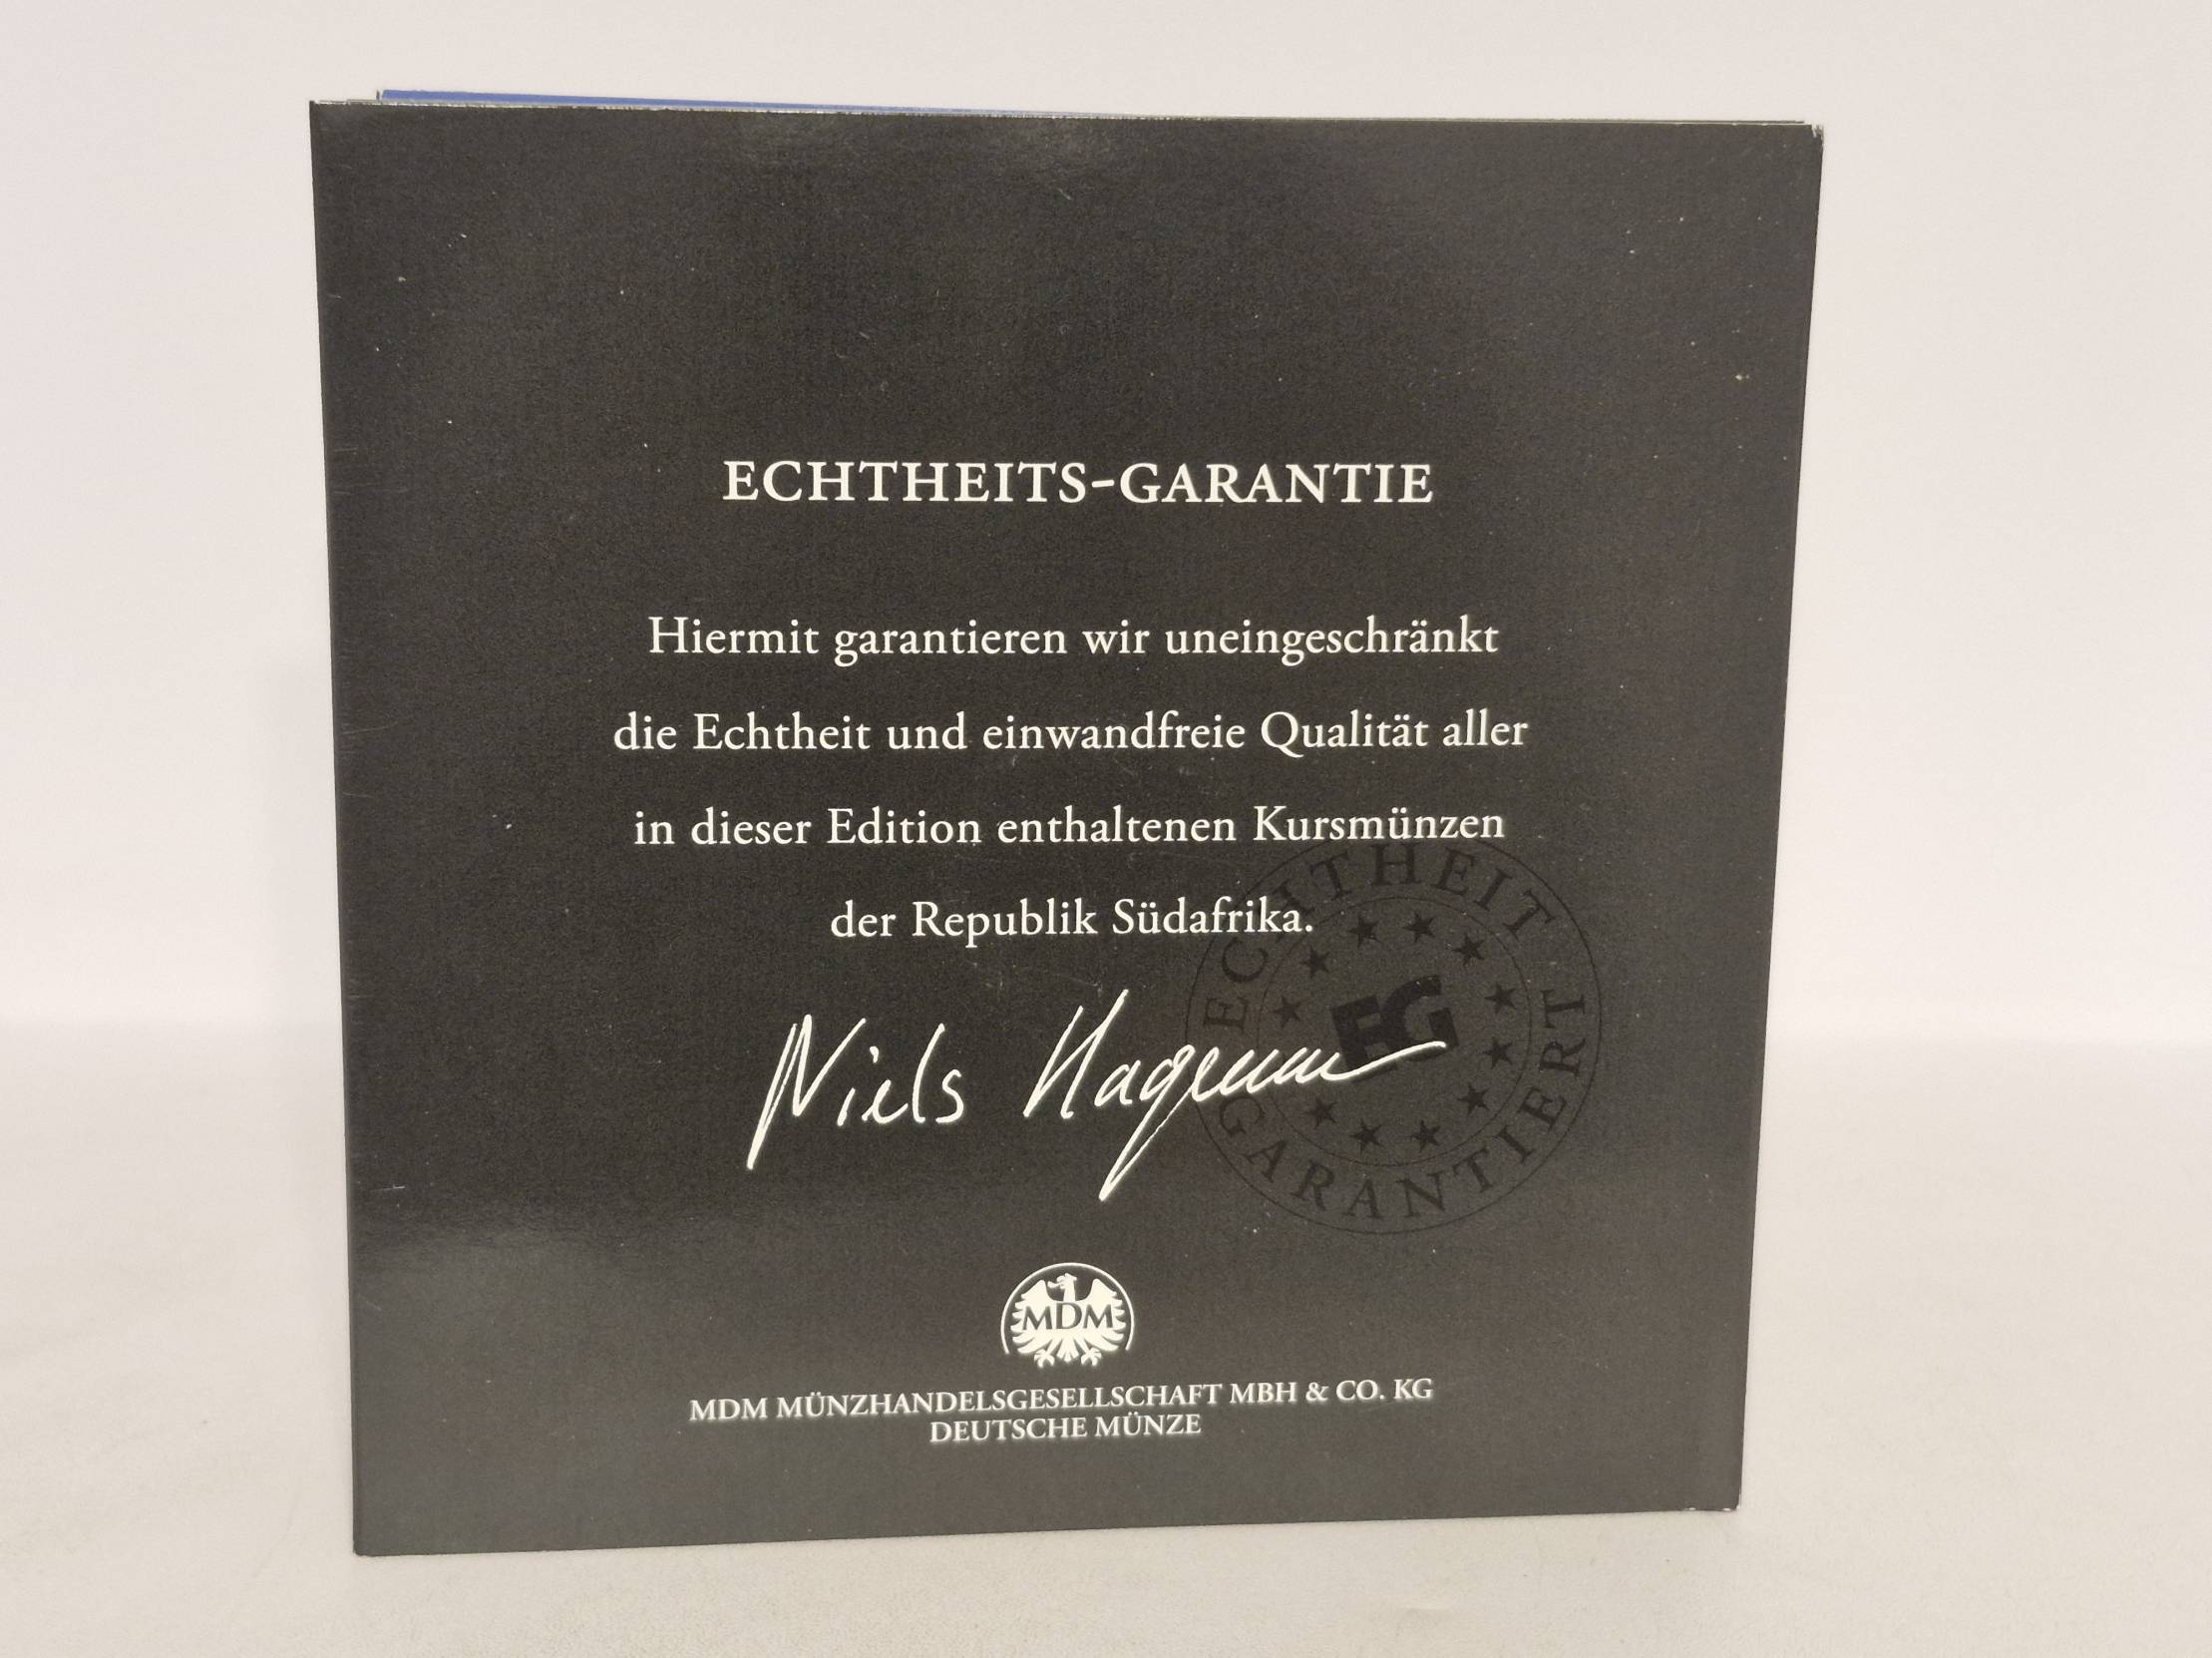 ECHTHEITS-GARANTIE
Hiermit garantieren wir uneingeschränkt
die Echtheit und einwandfreie Qualität aller
in dieser Edition enthaltenen Kursmünzen
der Republik Südafrika.
ECHTHEIT
EG
GARANTIERT
Niels
MDM
MDM MÜNZHANDELSGESELLSCHAFT MBH & CO. KG
DEUTSCHE MÜNZE